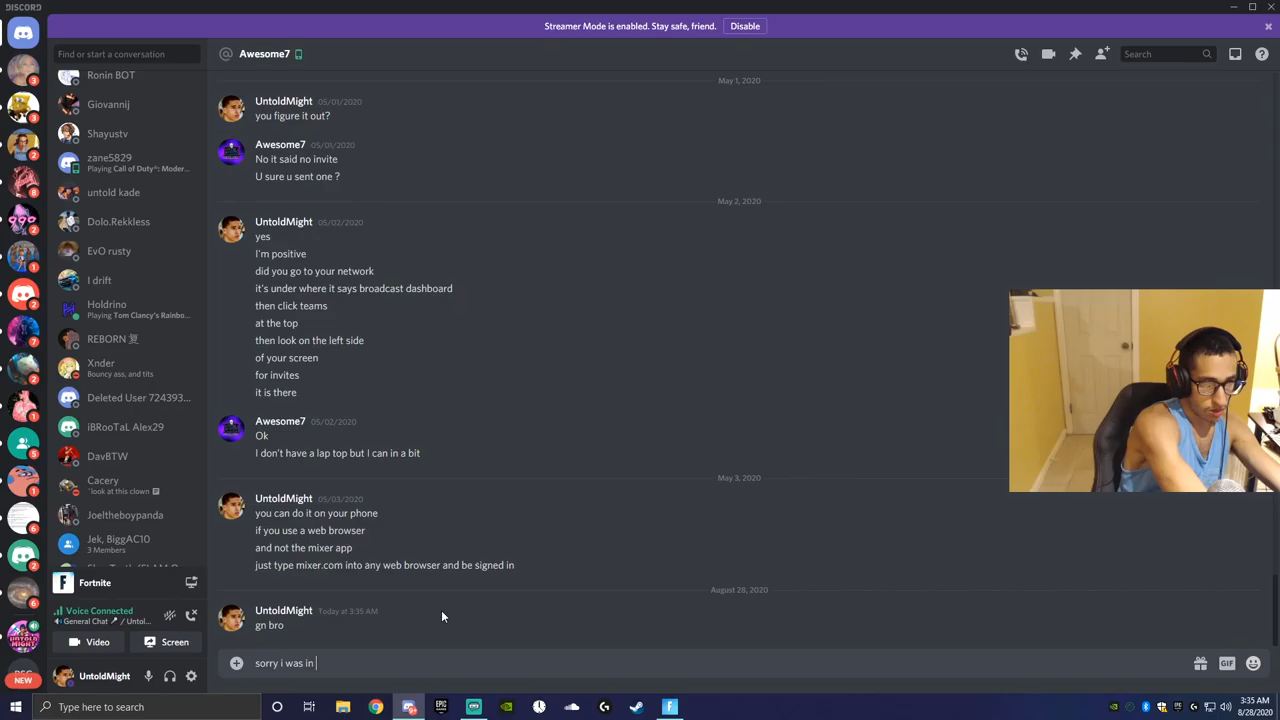 DISCORD
Streamer Mode is enabled. Stay safe, friend.
Disable
Find or start a conversation
@ Awesome7
Search
Ronin BOT
Giovannij
Shayustv
zane5829
Playing Call of Duty®: Moder...
untold kade
Dolo.Rekkless
EvO rusty
I drift
Holdrino
Playing Tom Clancy's Rainbo...
REBORN 复
Xnder
Bouncy ass, and tits
Deleted User 724393...
iBRooTaL Alex29
DavBTW
Cacery
"look at this clown
Joeltheboypanda
Jek, BiggAC10
3 Members
Fortnite
Voice Connected
Video
Screen
UntoldMight
NEW
May 1, 2020
UntoldMight 05/01/2020
you figure it out?
Awesome7 05/01/2020
No it said no invite
U sure u sent one ?
May 2, 2020
UntoldMight 05/02/2020
yes
I'm positive
did you go to your network
it's under where it says broadcast dashboard
then click teams
at the top
then look on the left side
of your screen
for invites
it is there
Awesome7 05/02/2020
Ok
I don't have a lap top but I can in a bit
May 3, 2020
UntoldMight 05/03/2020
you can do it on your phone
if you use a web browser
and not the mixer app
just type mixer.com into any web browser and be signed in
August 28, 2020
UntoldMight Today at 3:35 AM
gn bro
sorry i was in
GIF
Type here to search
EPIC GAMES
3:35 AM
8/28/2020